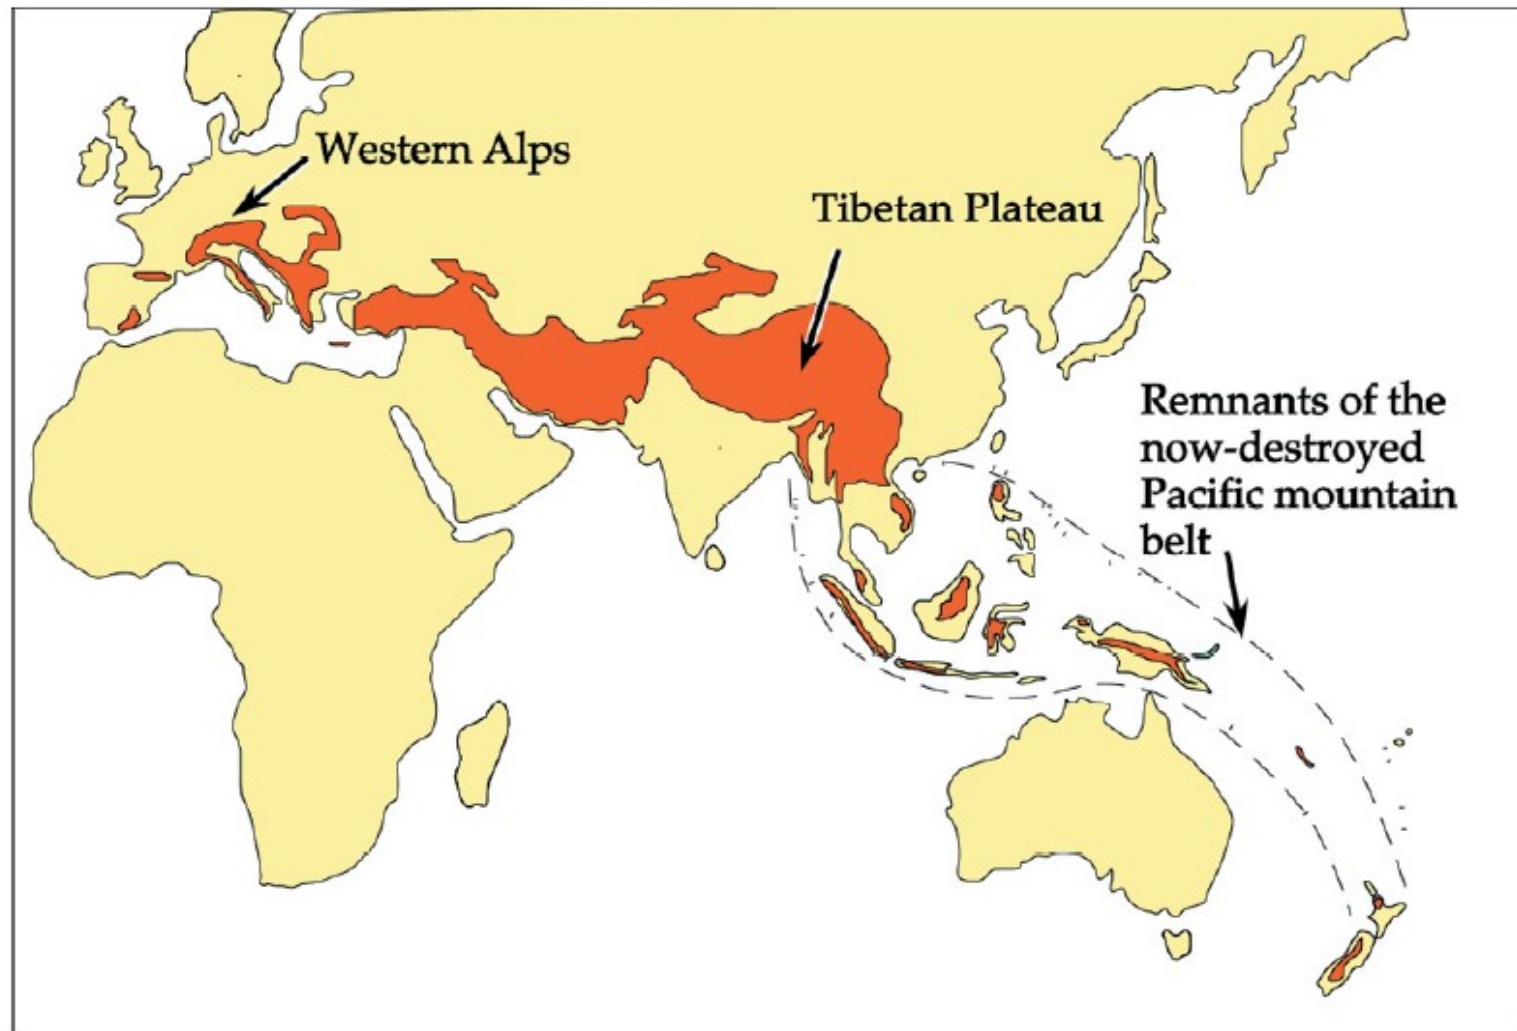 Western Alps
Tibetan Plateau
Remnants of the
now-destroyed
Pacific mountain
belt